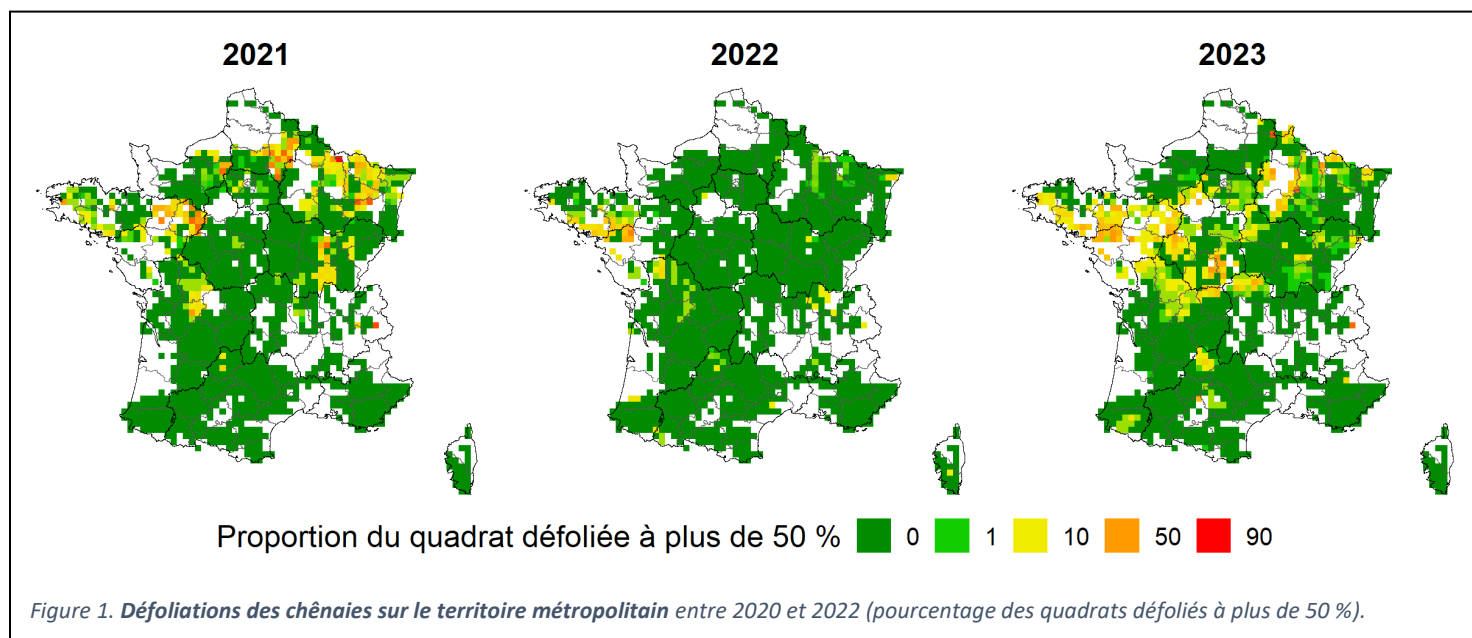 2021 2022 2023
Proportion du quadrat défoliée à plus de 50 % 0 1 10 50 90
Figure 1. Défoliations des chênaies sur le territoire métropolitain entre 2020 et 2022 (pourcentage des quadrats défoliés à plus de 50 %).